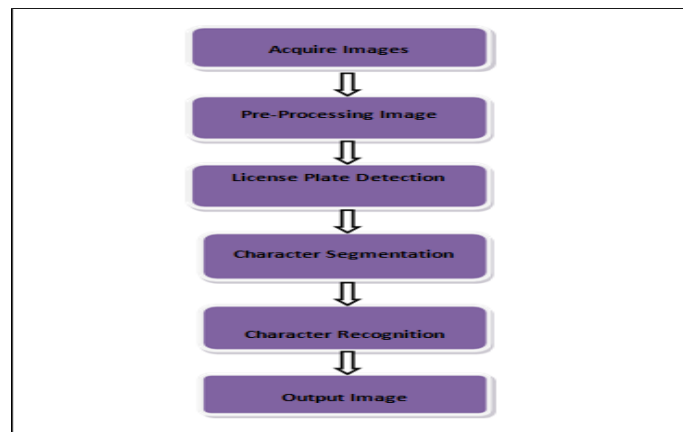 Acquire Images
Pre-Processing Image
License Plate Detection
Character Segmentation
Character Recognition
Output Image